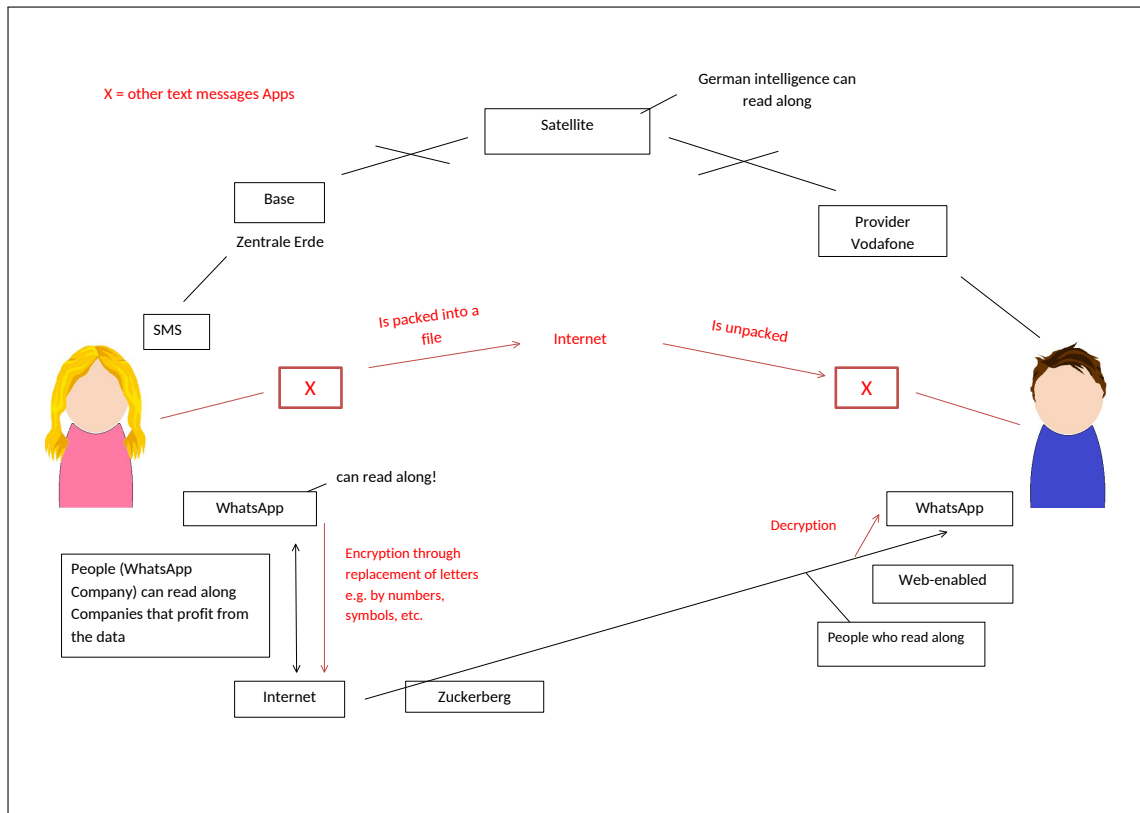 German intelligence can
read along
X = other text messages Apps
Satellite
Base
Zentrale Erde
Provider
Vodafone
SMS
Is packed into a
file
Internet
Is unpacked
X
X
can read along!
WhatsApp
WhatsApp
Decryption
Encryption through
replacement of letters
e.g. by numbers,
symbols, etc.
People (WhatsApp
Company) can read along
Companies that profit from
the data
Web-enabled
People who read along
Internet
Zuckerberg